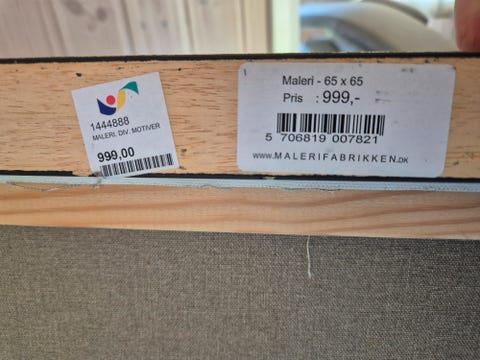 1444888
MALERI, DIV. MOTIVER
999,00
Maleri - 65 x 65
Pris : 999,-
5 706819 007821
WWW.MALERIFABRIKKEN.DK